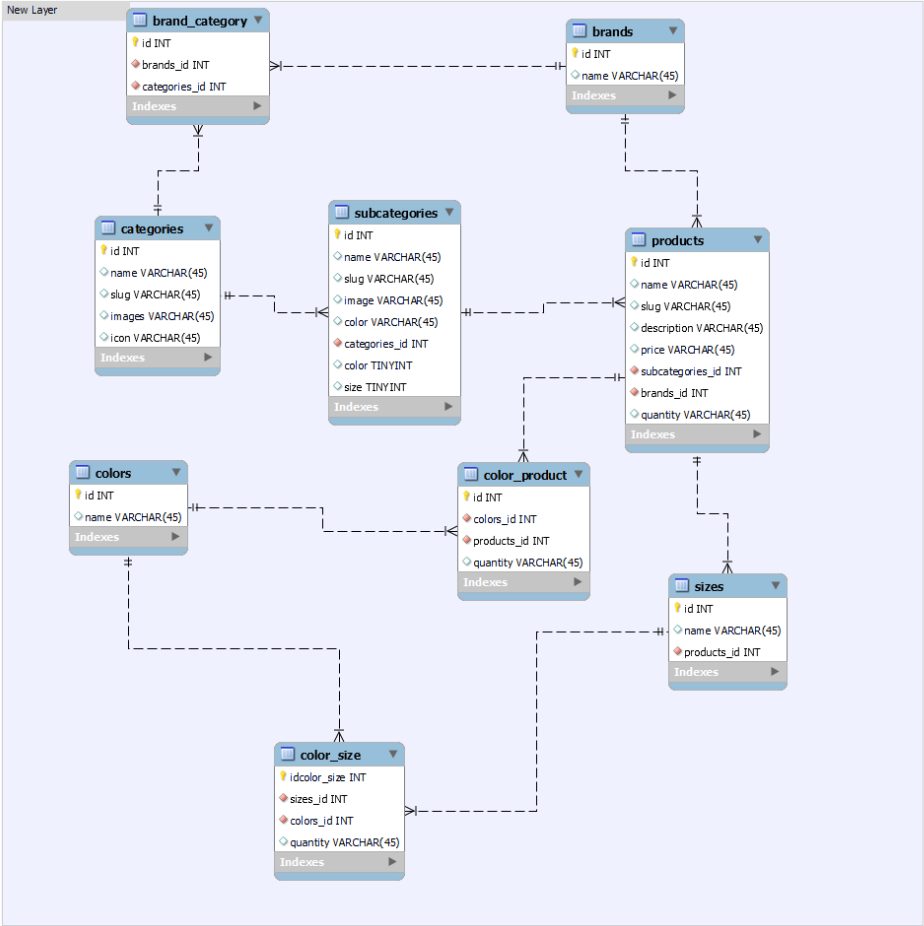 New Layer
brand_category
id INT
brands_id INT
categories_id INT
Indexes
brands
id INT
name VARCHAR(45)
Indexes
categories
id INT
name VARCHAR(45)
slug VARCHAR(45)
images VARCHAR(45)
icon VARCHAR(45)
Indexes
subcategories
id INT
name VARCHAR(45)
slug VARCHAR(45)
image VARCHAR(45)
color VARCHAR(45)
categories_id INT
color TINYINT
size TINYINT
Indexes
products
id INT
name VARCHAR(45)
slug VARCHAR(45)
description VARCHAR(45)
price VARCHAR(45)
subcategories_id INT
brands_id INT
quantity VARCHAR(45)
Indexes
colors
id INT
name VARCHAR(45)
Indexes
color_product
id INT
colors_id INT
products_id INT
quantity VARCHAR(45)
Indexes
sizes
id INT
name VARCHAR(45)
products_id INT
Indexes
color_size
idcolor_size INT
sizes_id INT
colors_id INT
quantity VARCHAR(45)
Indexes